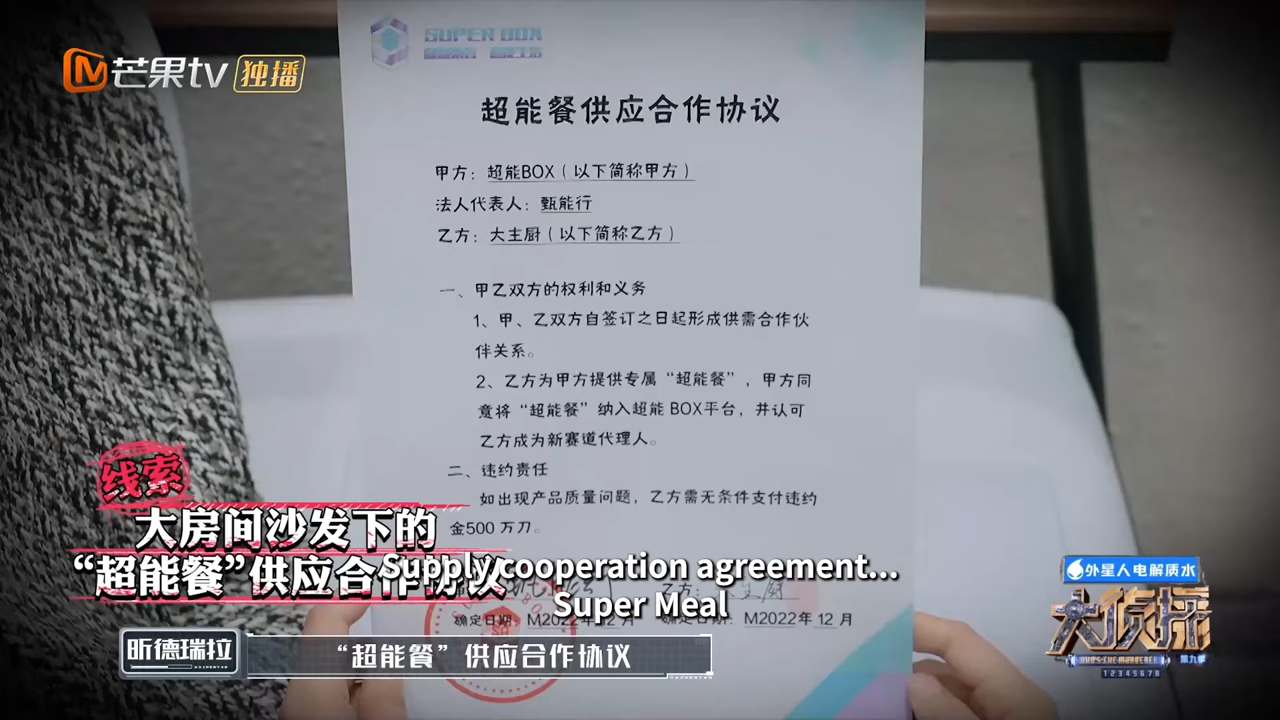 SUPER BOX
芒果tv 独播
超能餐供应合作协议
甲方：超能BOX（以下简称甲方）
法人代表人：甄能行
乙方：大主厨（以下简称乙方）
一、甲乙双方的权利和义务
1、甲、乙双方自签订之日起形成供需合作伙
伴关系。
2、乙方为甲方提供专属“超能餐”，甲方同
意将“超能餐”纳入超能 BOX平台，并认可
乙方成为新赛道代理人。
二、违约责任
如出现产品质量问题，乙方需无条件支付违约
金500 万刀。
线索
大房间沙发下的
“超能餐”供应合作协议
Supply cooperation agreement...
Super Meal
乙方：大主厨
确定日期：M2022年12月 确定日期：M2022年 12 月
昕德瑞拉
“超能餐”供应合作协议
外星人电解质水
大侦探
第九季
12345678